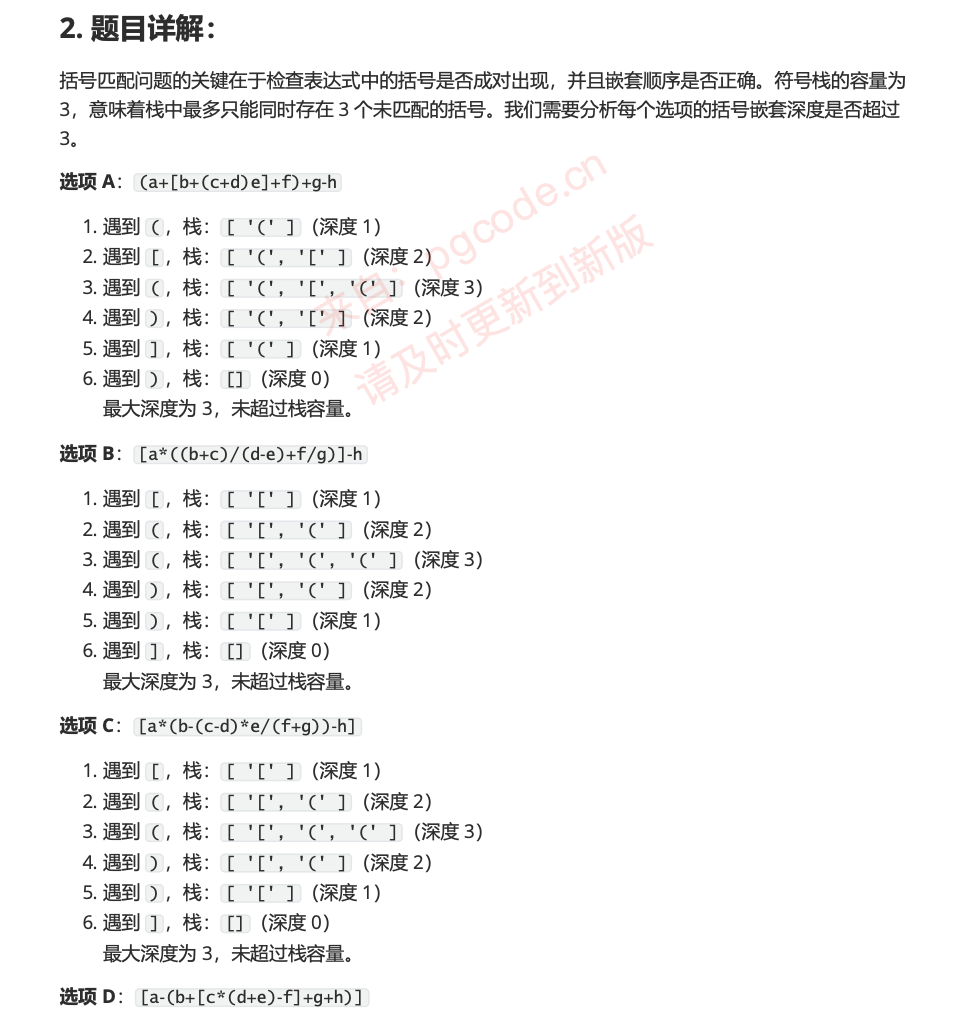 2. 题目详解：
括号匹配问题的关键在于检查表达式中的括号是否成对出现，并且嵌套顺序是否正确。符号栈的容量为
3，意味着栈中最多只能同时存在 3 个未匹配的括号。我们需要分析每个选项的括号嵌套深度是否超过
3。
选项 A：(a+[b+(c+d)e]+f)+g-h
1. 遇到 (，栈：[ '(' ]（深度 1）
2. 遇到 [，栈：[ '(', '[' ]（深度 2）
3. 遇到 (，栈：[ '(', '[', '(' ]（深度 3）
4. 遇到 )，栈：[ '(', '[' ]（深度 2）
5. 遇到 ]，栈：[ '(' ]（深度 1）
6. 遇到 )，栈：[]（深度 0）
最大深度为 3，未超过栈容量。
选项 B：[a*((b+c)/(d-e)+f/g)]-h
1. 遇到 [，栈：[ '[' ]（深度 1）
2. 遇到 (，栈：[ '[', '(' ]（深度 2）
3. 遇到 (，栈：[ '[', '(', '(' ]（深度 3）
4. 遇到 )，栈：[ '[', '(' ]（深度 2）
5. 遇到 )，栈：[ '[' ]（深度 1）
6. 遇到 ]，栈：[]（深度 0）
最大深度为 3，未超过栈容量。
选项 C：[a*(b-(c-d)*e/(f+g))-h]
1. 遇到 [，栈：[ '[' ]（深度 1）
2. 遇到 (，栈：[ '[', '(' ]（深度 2）
3. 遇到 (，栈：[ '[', '(', '(' ]（深度 3）
4. 遇到 )，栈：[ '[', '(' ]（深度 2）
5. 遇到 )，栈：[ '[' ]（深度 1）
6. 遇到 ]，栈：[]（深度 0）
最大深度为 3，未超过栈容量。
选项 D：[a-(b+[c*(d+e)-f]+g+h)]
来自：pgcode.cn
请及时更新到新版